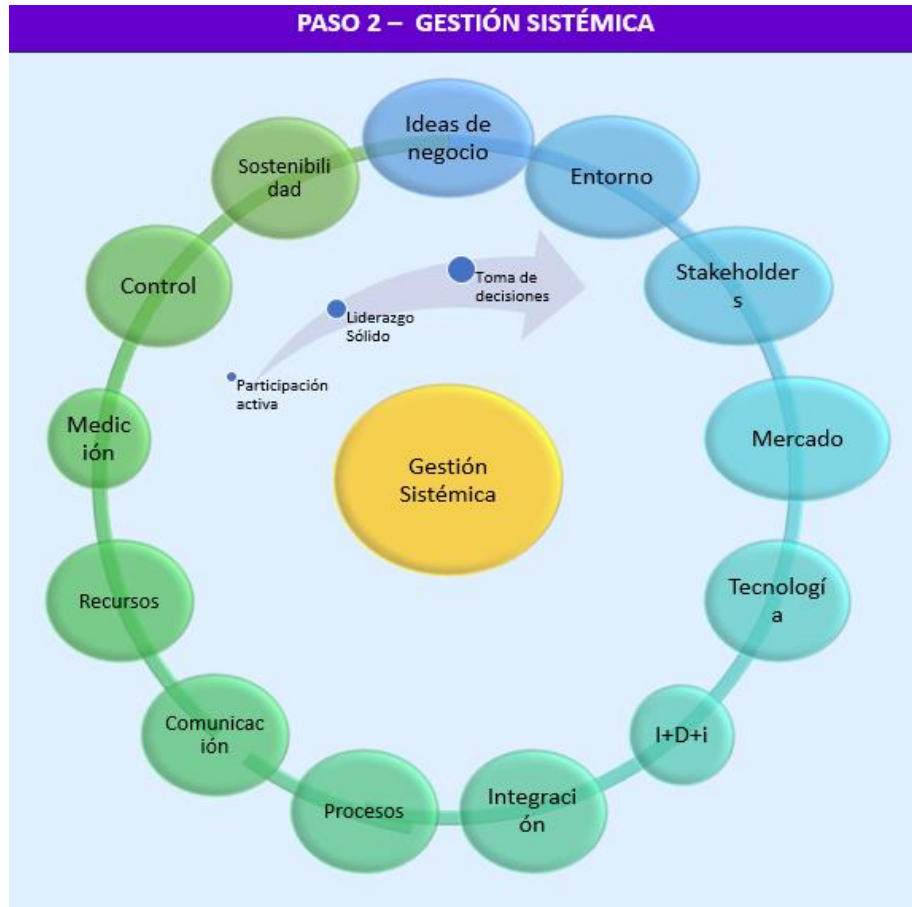 PASO 2 – GESTIÓN SISTÉMICA
Ideas de
negocio
Entorno
Stakeholder
s
Mercado
Tecnologí
a
I+D+i
Integraci
ón
Procesos
Comunicac
ión
Recursos
Medic
ión
Control
Sostenibili
dad
Participación
activa
Liderazgo
Sólido
Toma de
decisiones
Gestión
Sistémica